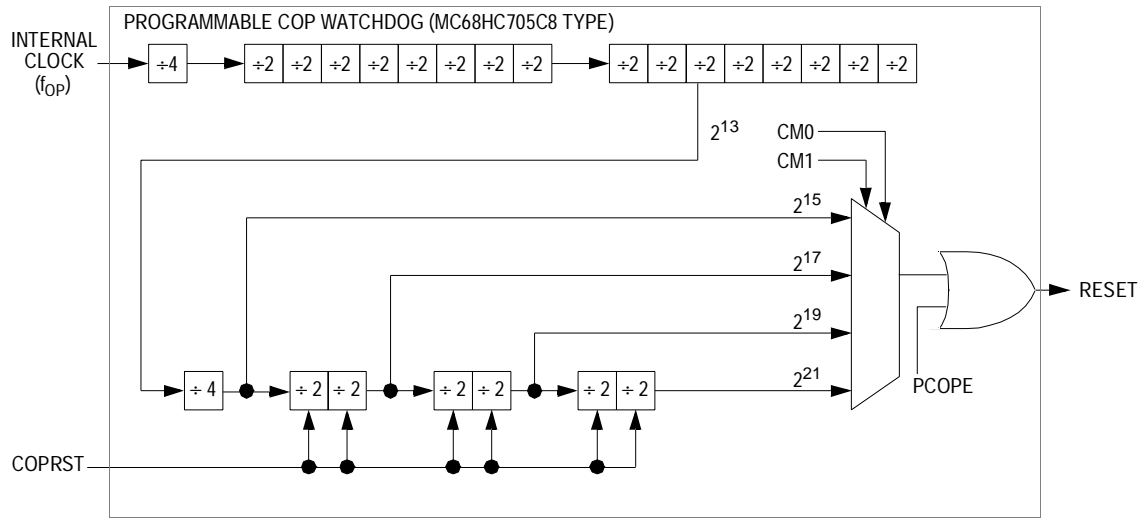 PROGRAMMABLE COP WATCHDOG (MC68HC705C8 TYPE)
INTERNAL
CLOCK
(fOP)
÷4
÷2 ÷2 ÷2 ÷2 ÷2 ÷2 ÷2 ÷2
÷2 ÷2 ÷2 ÷2 ÷2 ÷2 ÷2 ÷2
2¹³
CM0
CM1
2¹⁵
2¹⁷
2¹⁹
2²¹
RESET
PCOPE
÷ 4
÷ 2 ÷ 2
÷ 2 ÷ 2
÷ 2 ÷ 2
COPRST